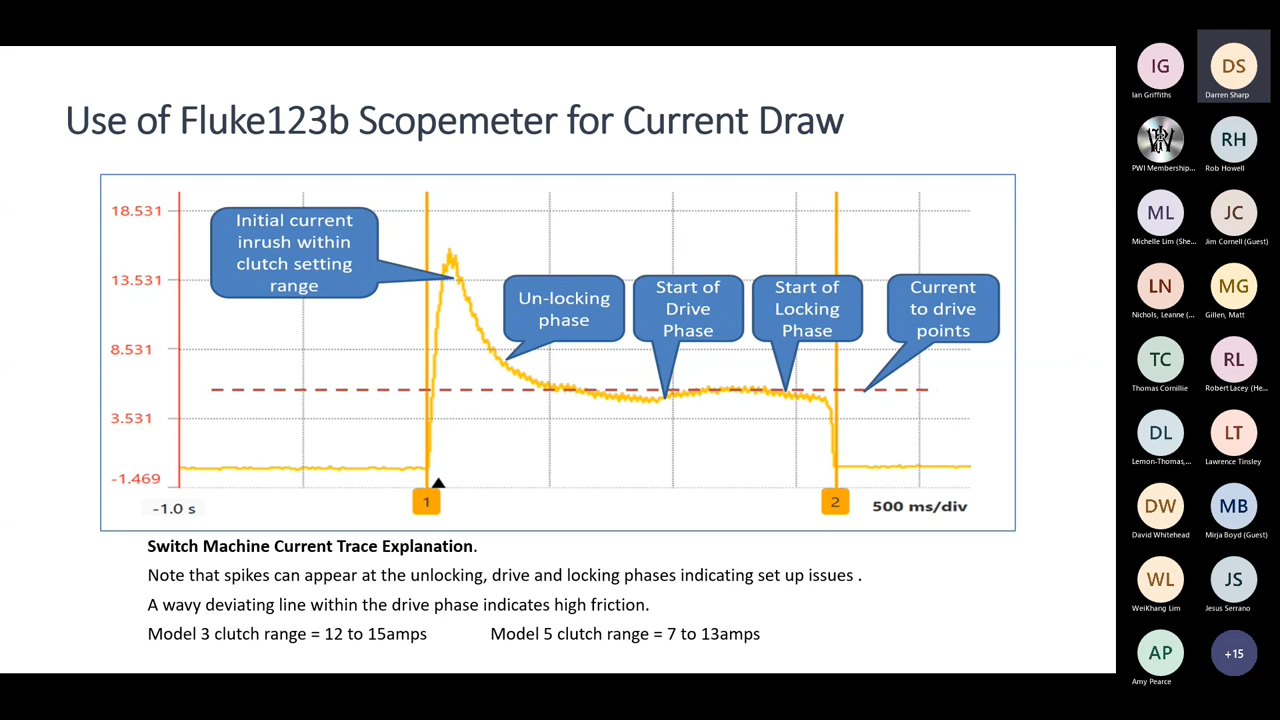 Use of Fluke123b Scopemeter for Current Draw
18.531
13.531
8.531
3.531
-1.469
Initial current
inrush within
clutch setting
range
Un-locking
phase
Start of
Drive
Phase
Start of
Locking
Phase
Current
to drive
points
-1.0 s
1
2
500 ms/div
Switch Machine Current Trace Explanation.
Note that spikes can appear at the unlocking, drive and locking phases indicating set up issues .
A wavy deviating line within the drive phase indicates high friction.
Model 3 clutch range = 12 to 15amps
Model 5 clutch range = 7 to 13amps
IG
Ian Griffiths
DS
Darren Sharp
PWI Membership...
RH
Rob Howell
ML
Michelle Lim (She...
JC
Jim Cornell (Guest)
LN
Nichols, Leanne (...
MG
Gillen, Matt
TC
Thomas Cornillie
RL
Robert Lacey (He...
DL
Lemon-Thomas,...
LT
Lawrence Tinsley
DW
David Whitehead
MB
Mirja Boyd (Guest)
WL
WeiKhang Lim
JS
Jesus Serrano
AP
Amy Pearce
+15